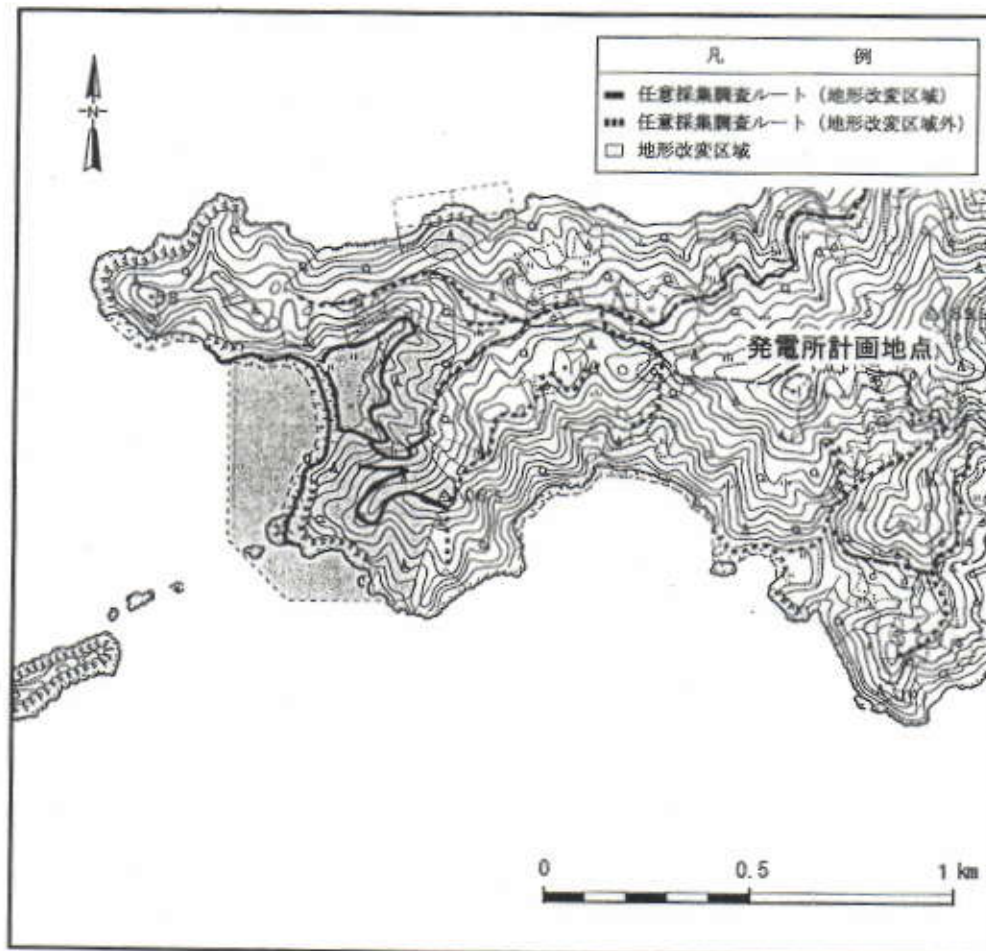 凡 例
任意採集調査ルート（地形改変区域）
任意採集調査ルート（地形改変区域外）
地形改変区域
N
発電所計画地点
0 0.5 1 km